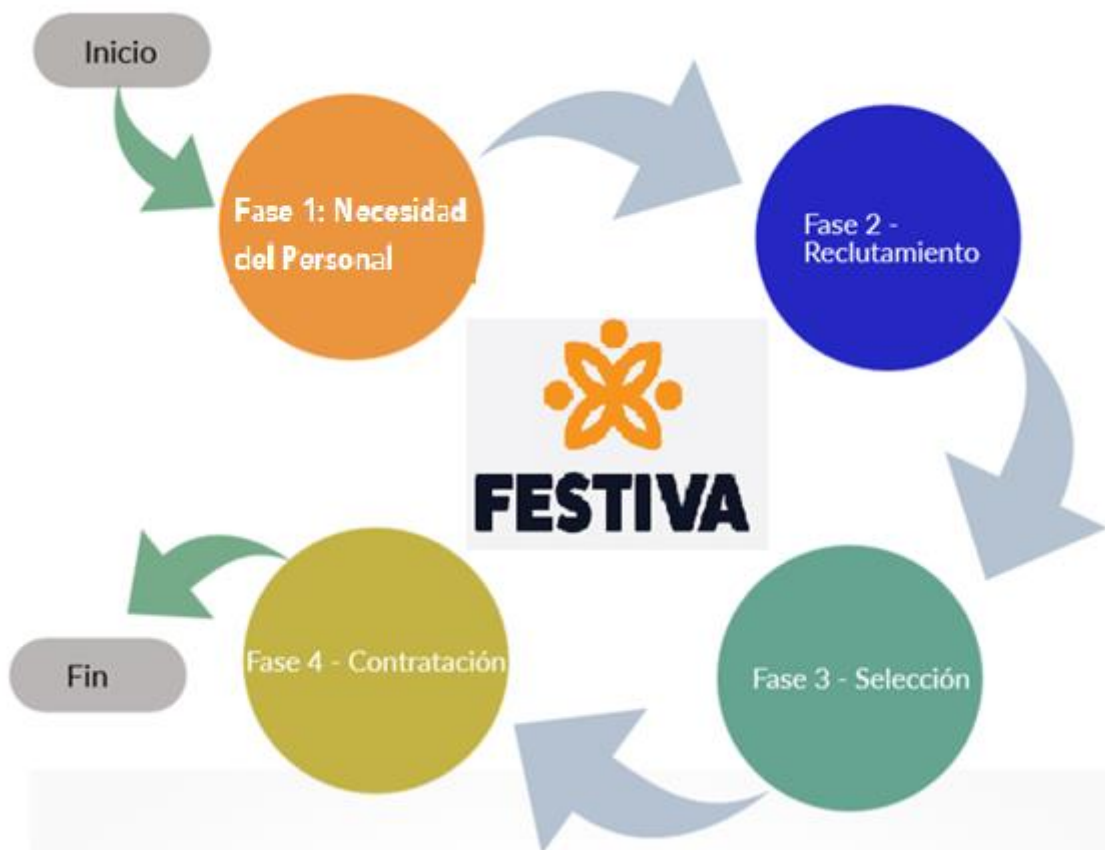 Inicio
Fase 1: Necesidad
del Personal
Fase 2 -
Reclutamiento
FESTIVA
Fase 4 - Contratación
Fase 3 - Selección
Fin